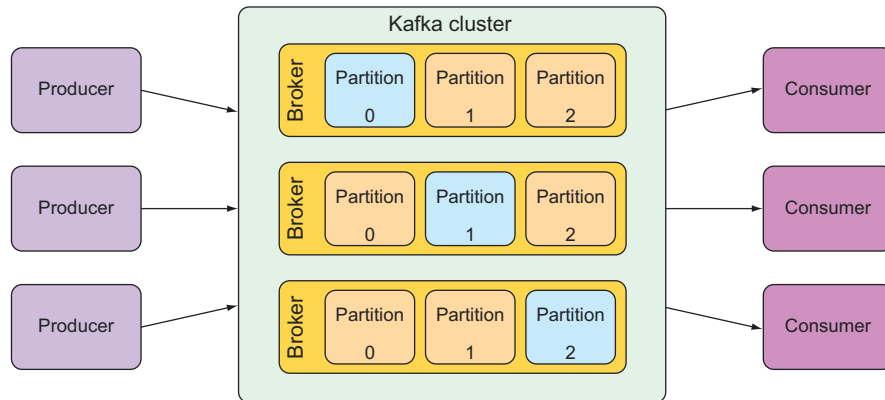 Kafka cluster
Producer
Broker
Partition
0
Partition
1
Partition
2
Consumer
Producer
Broker
Partition
0
Partition
1
Partition
2
Consumer
Producer
Broker
Partition
0
Partition
1
Partition
2
Consumer